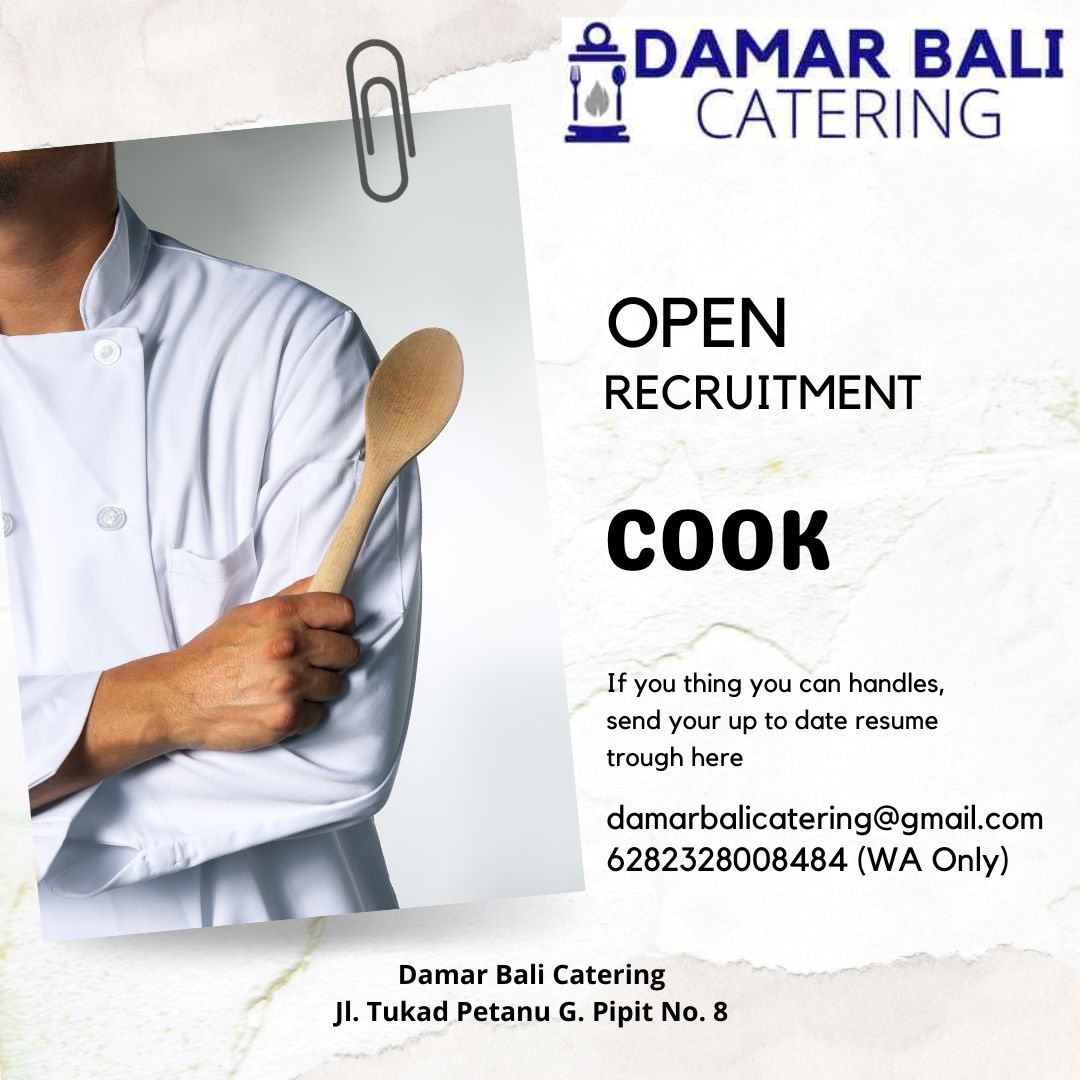 DAMAR BALI
CATERING
OPEN
RECRUITMENT
COOK
If you thing you can handles,
send your up to date resume
trough here
damarbalicatering@gmail.com
6282328008484 (WA Only)
Damar Bali Catering
Jl. Tukad Petanu G. Pipit No. 8